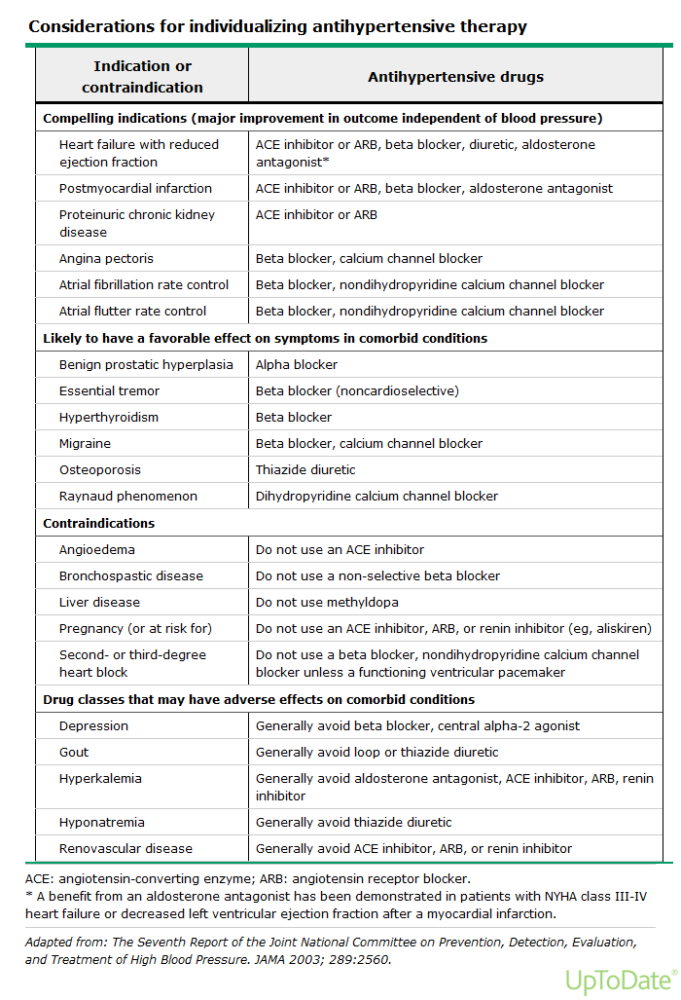 Considerations for individualizing antihypertensive therapy
Indication or
contraindication
Antihypertensive drugs
Compelling indications (major improvement in outcome independent of blood pressure)
Heart failure with reduced
ejection fraction
ACE inhibitor or ARB, beta blocker, diuretic, aldosterone
antagonist*
Postmyocardial infarction
ACE inhibitor or ARB, beta blocker, aldosterone antagonist
Proteinuric chronic kidney
disease
ACE inhibitor or ARB
Angina pectoris
Beta blocker, calcium channel blocker
Atrial fibrillation rate control
Beta blocker, nondihydropyridine calcium channel blocker
Atrial flutter rate control
Beta blocker, nondihydropyridine calcium channel blocker
Likely to have a favorable effect on symptoms in comorbid conditions
Benign prostatic hyperplasia
Alpha blocker
Essential tremor
Beta blocker (noncardioselective)
Hyperthyroidism
Beta blocker
Migraine
Beta blocker, calcium channel blocker
Osteoporosis
Thiazide diuretic
Raynaud phenomenon
Dihydropyridine calcium channel blocker
Contraindications
Angioedema
Do not use an ACE inhibitor
Bronchospastic disease
Do not use a non-selective beta blocker
Liver disease
Do not use methyldopa
Pregnancy (or at risk for)
Do not use an ACE inhibitor, ARB, or renin inhibitor (eg, aliskiren)
Second- or third-degree
heart block
Do not use a beta blocker, nondihydropyridine calcium channel
blocker unless a functioning ventricular pacemaker
Drug classes that may have adverse effects on comorbid conditions
Depression
Generally avoid beta blocker, central alpha-2 agonist
Gout
Generally avoid loop or thiazide diuretic
Hyperkalemia
Generally avoid aldosterone antagonist, ACE inhibitor, ARB, renin
inhibitor
Hyponatremia
Generally avoid thiazide diuretic
Renovascular disease
Generally avoid ACE inhibitor, ARB, or renin inhibitor
ACE: angiotensin-converting enzyme; ARB: angiotensin receptor blocker.
* A benefit from an aldosterone antagonist has been demonstrated in patients with NYHA class III-IV
heart failure or decreased left ventricular ejection fraction after a myocardial infarction.
Adapted from: The Seventh Report of the Joint National Committee on Prevention, Detection, Evaluation,
and Treatment of High Blood Pressure. JAMA 2003; 289:2560.
UpToDate®